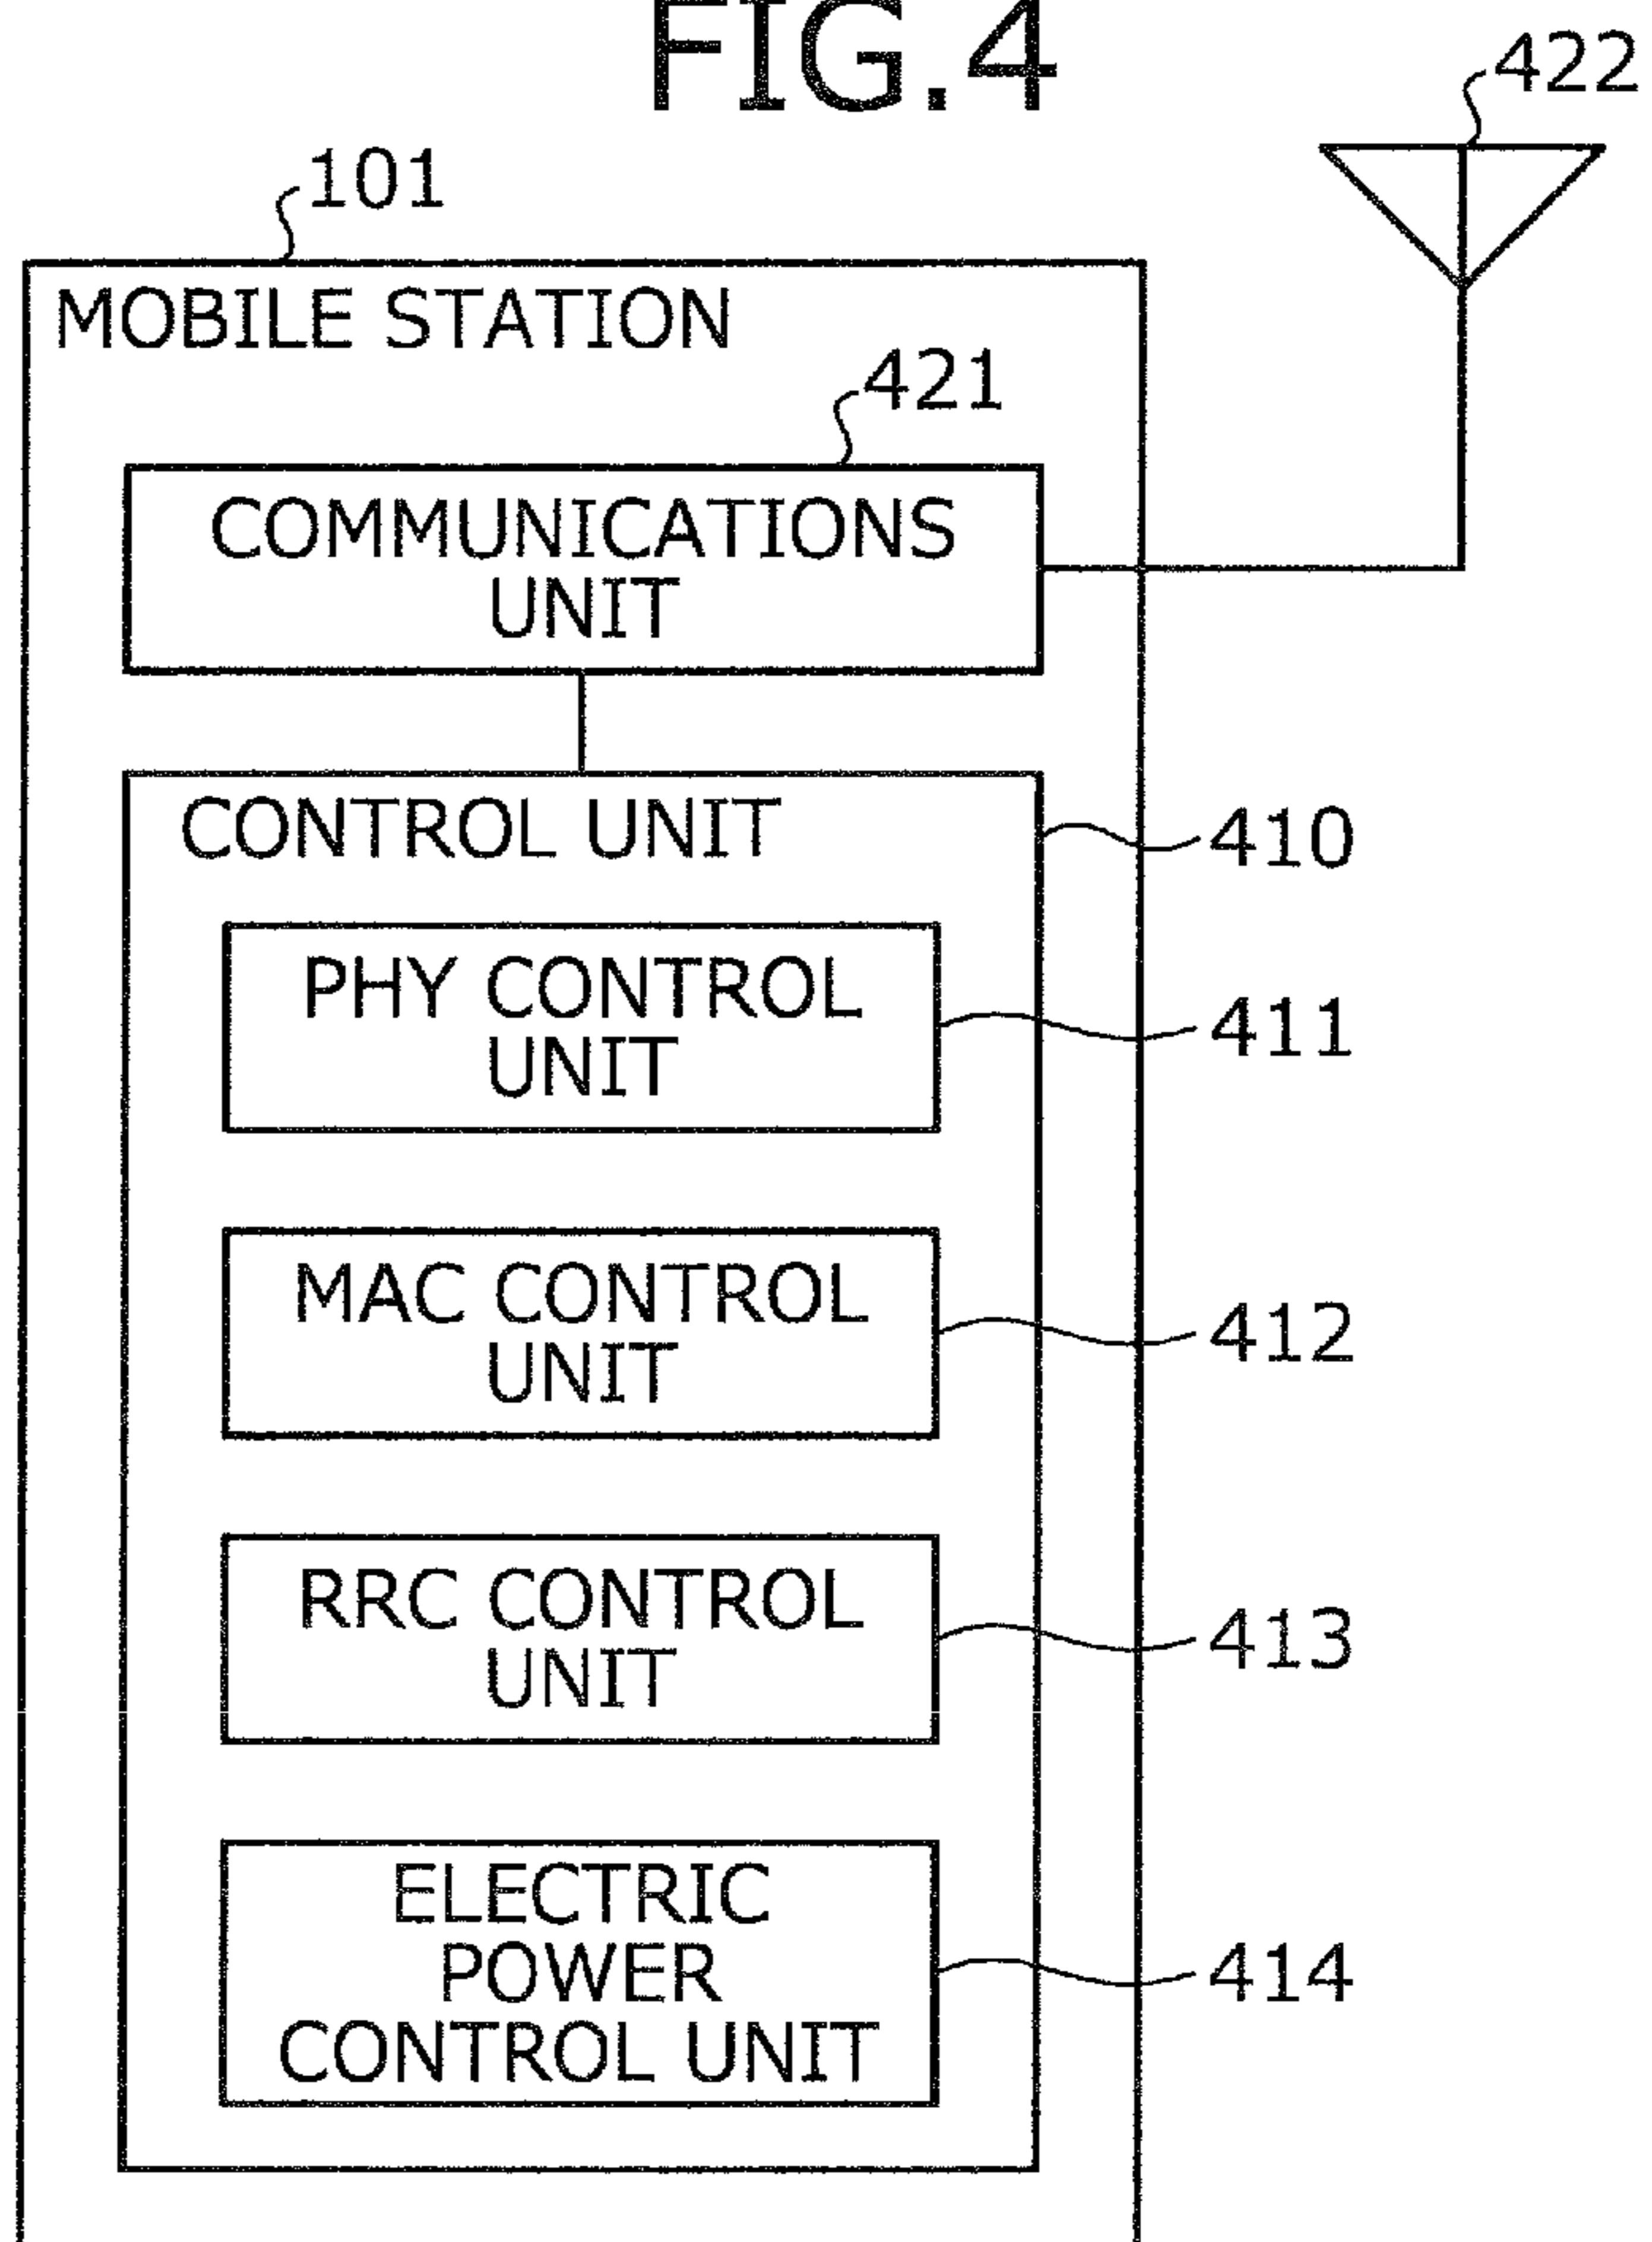 FIG.4
422
101
MOBILE STATION
421
COMMUNICATIONS
UNIT
CONTROL UNIT
410
PHY CONTROL
UNIT
411
MAC CONTROL
UNIT
412
RRC CONTROL
UNIT
413
ELECTRIC
POWER
CONTROL UNIT
414